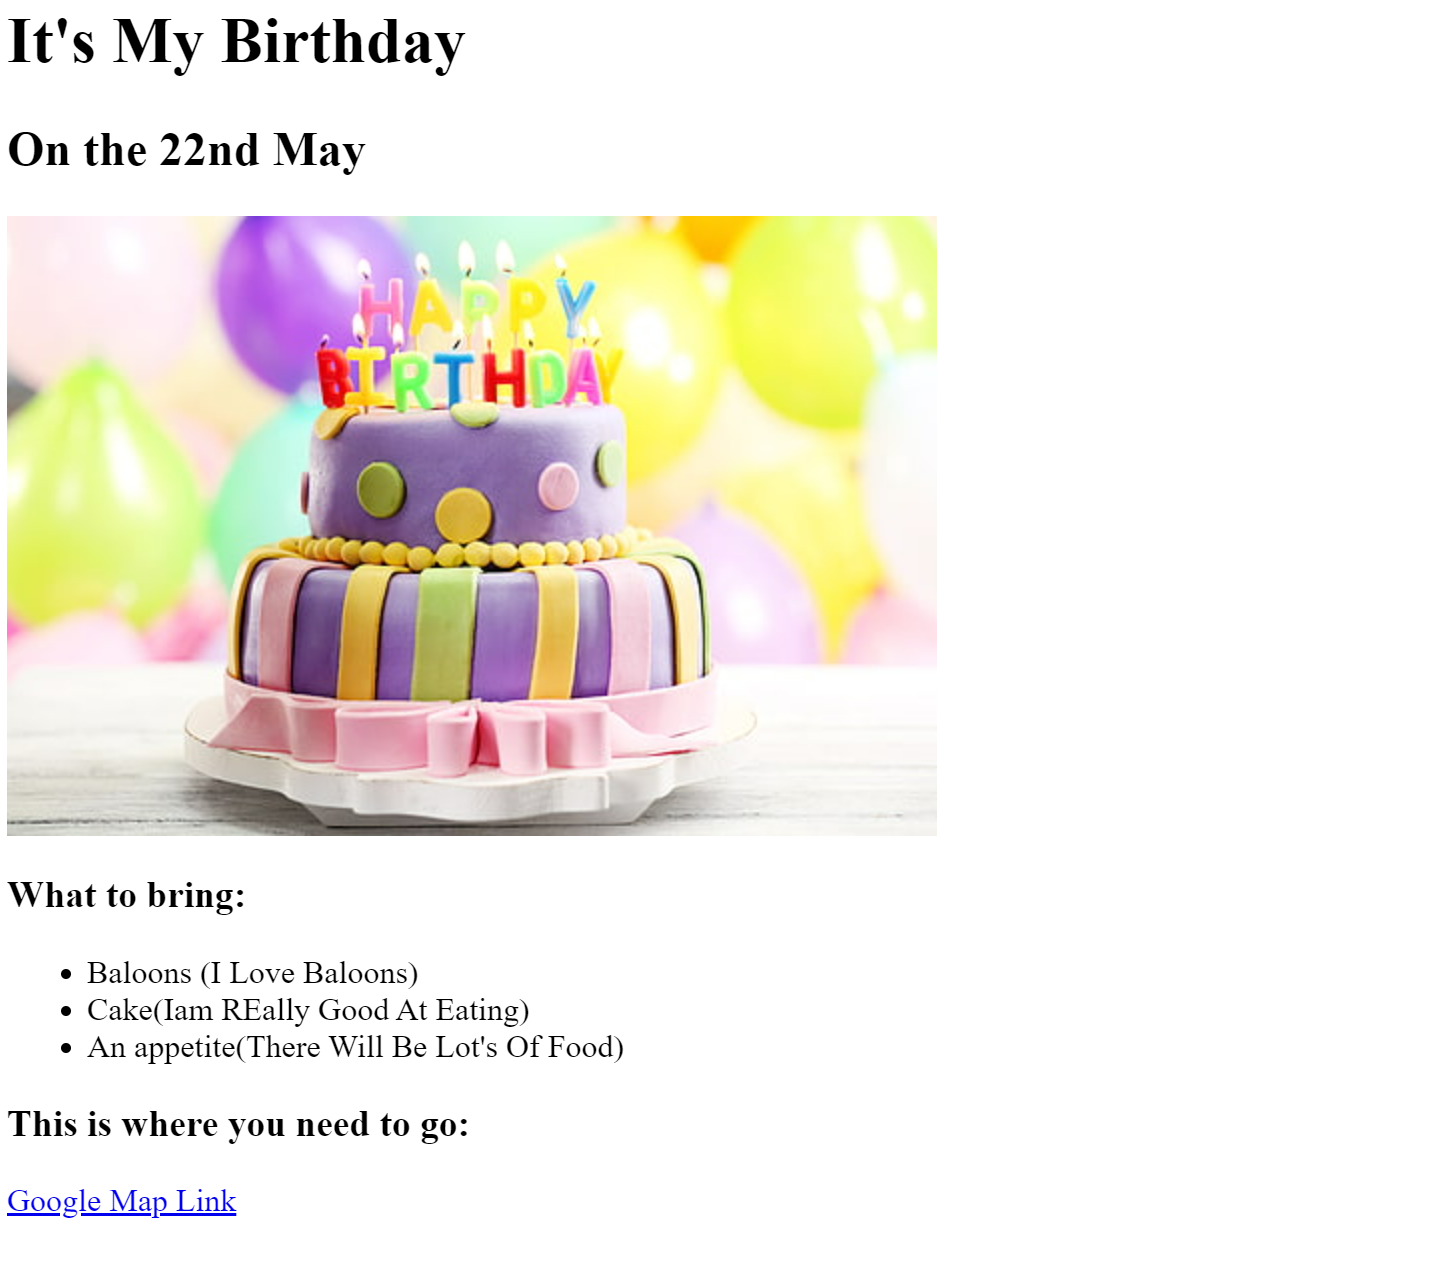 It's My Birthday
On the 22nd May
HAPPY
BIRTHDAY
What to bring:
Baloons (I Love Baloons)
Cake(Iam REally Good At Eating)
An appetite(There Will Be Lot's Of Food)
This is where you need to go:
Google Map Link